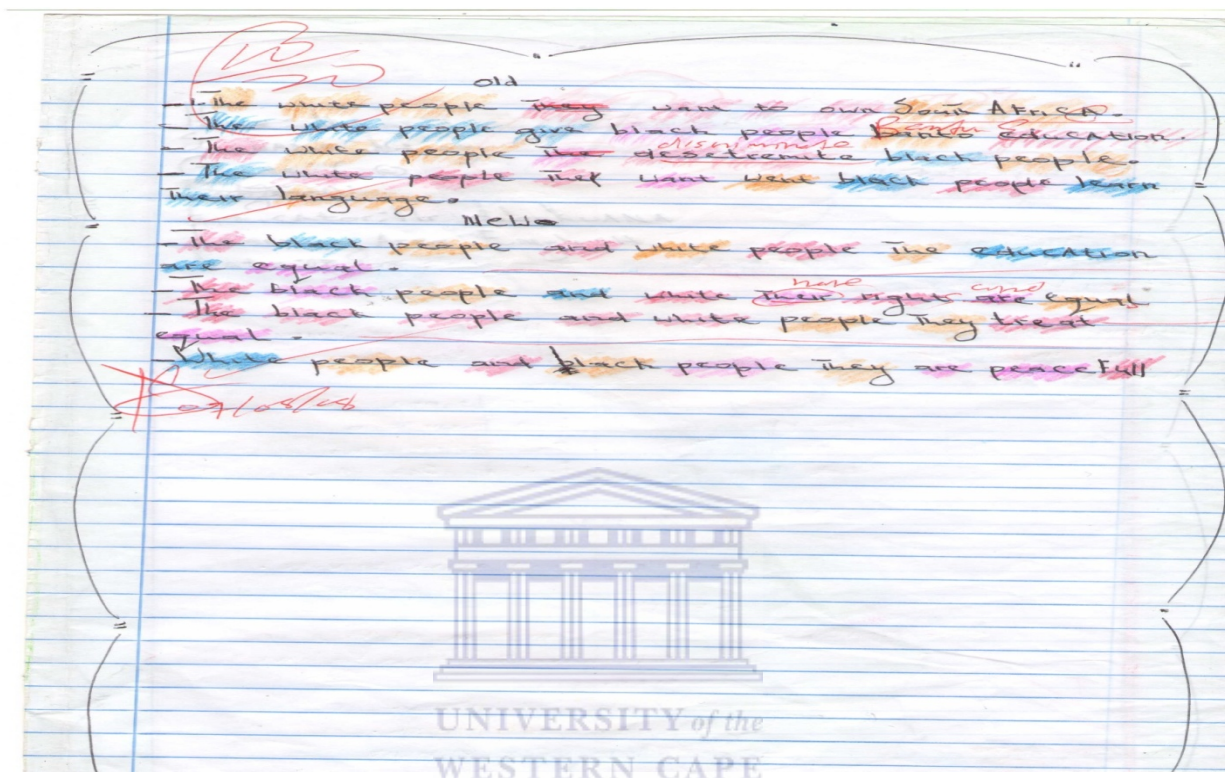 Old
- The white people They want to own South Africa.
- The white people give black people education.
discriminate
- The white people The desetremite black people.
- The white people They want want black people learn
Their language.
New
- The black people and white people The education
are equal.
have and
- The black people and white Their right are equal
- The black people and white people They treat
equal.
- White people and black people They are peace Full
UNIVERSITY of the
WESTERN CAPE